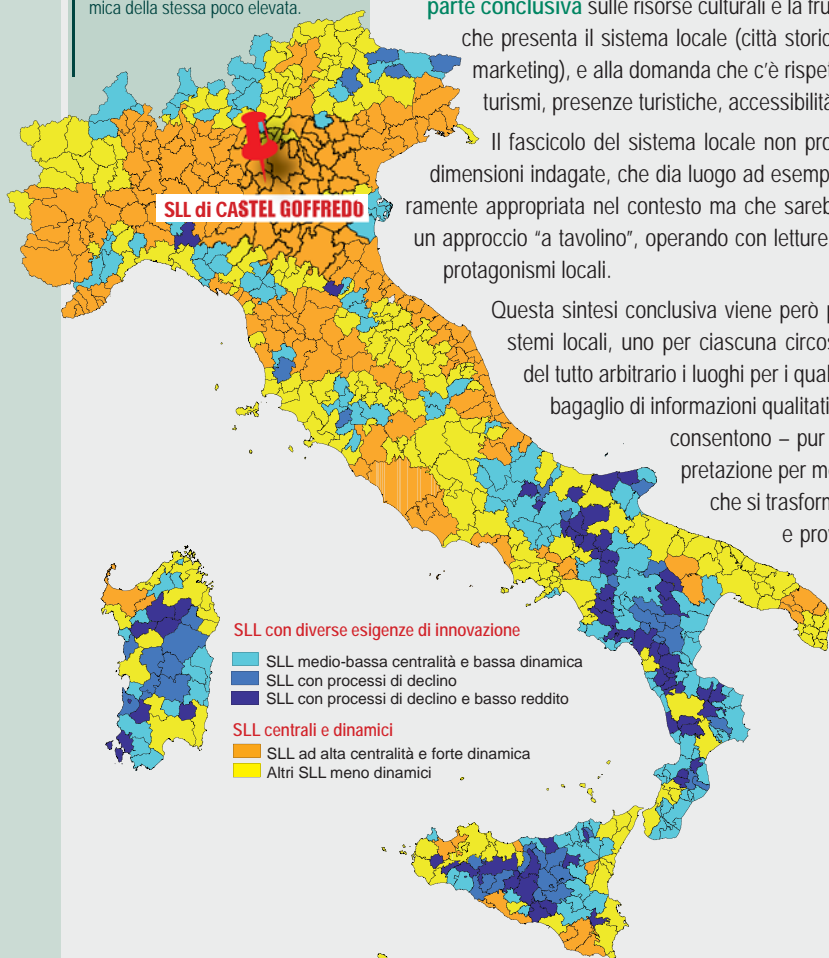 mica della stessa poco elevata.
parte conclusiva sulle risorse culturali e la fru
che presenta il sistema locale (città storic
marketing), e alla domanda che c'è rispet
turismi, presenze turistiche, accessibilità
Il fascicolo del sistema locale non pro
dimensioni indagate, che dia luogo ad esemp
ramente appropriata nel contesto ma che sareb
un approccio "a tavolino", operando con letture
protagonismi locali.
Questa sintesi conclusiva viene però p
stemi locali, uno per ciascuna circos
del tutto arbitrario i luoghi per i qual
bagaglio di informazioni qualitati
consentono – pur
pretazione per me
che si trasform
e prot
SLL di CASTEL GOFFREDO
SLL con diverse esigenze di innovazione
SLL medio-bassa centralità e bassa dinamica
SLL con processi di declino
SLL con processi di declino e basso reddito
SLL centrali e dinamici
SLL ad alta centralità e forte dinamica
Altri SLL meno dinamici